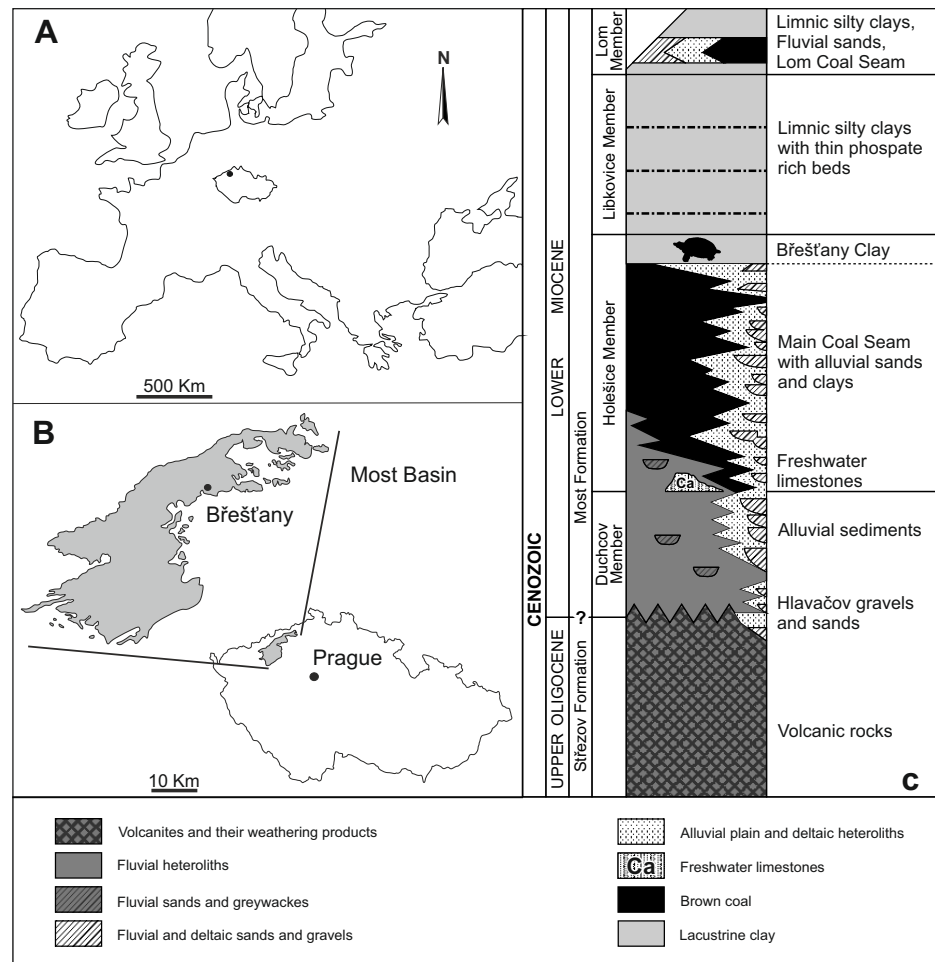 A
N
500 Km
B
Most Basin
Břešťany
Prague
10 Km
CENOZOIC
UPPER OLIGOCENE
LOWER MIOCENE
Střezov Formation
Most Formation
?
Duchcov
Member
Holešice Member
Libkovice Member
Lom
Member
Ca
Limnic silty clays,
Fluvial sands,
Lom Coal Seam
Limnic silty clays
with thin phospate
rich beds
Břešťany Clay
Main Coal Seam
with alluvial sands
and clays
Freshwater
limestones
Alluvial sediments
Hlavačov gravels
and sands
Volcanic rocks
C
Volcanites and their weathering products
Fluvial heteroliths
Fluvial sands and greywackes
Fluvial and deltaic sands and gravels
Alluvial plain and deltaic heteroliths
Ca
Freshwater limestones
Brown coal
Lacustrine clay